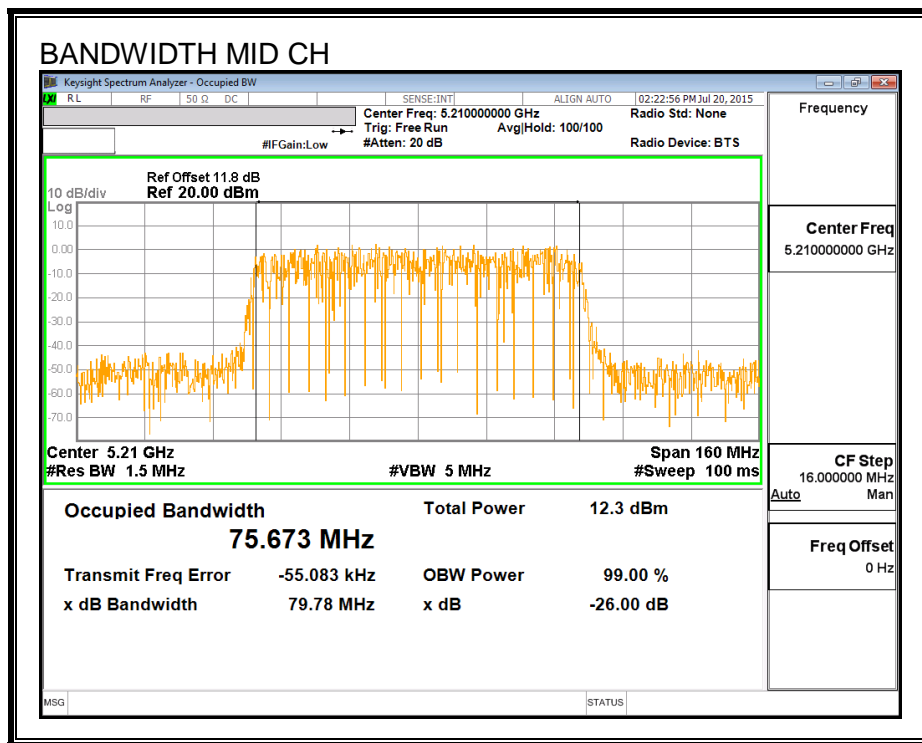 BANDWIDTH MID CH
Keysight Spectrum Analyzer - Occupied BW
LXI RL RF 50 Ω DC SENSE:INT ALIGN AUTO 02:22:56 PM Jul 20, 2015
Center Freq: 5.210000000 GHz Radio Std: None
Trig: Free Run Avg|Hold: 100/100
#IFGain:Low #Atten: 20 dB Radio Device: BTS
Ref Offset 11.8 dB
10 dB/div Ref 20.00 dBm
Log
10.0
0.00
-10.0
-20.0
-30.0
-40.0
-50.0
-60.0
-70.0
Center 5.21 GHz Span 160 MHz
#Res BW 1.5 MHz #VBW 5 MHz #Sweep 100 ms
Occupied Bandwidth Total Power 12.3 dBm
75.673 MHz
Transmit Freq Error -55.083 kHz OBW Power 99.00 %
x dB Bandwidth 79.78 MHz x dB -26.00 dB
MSG STATUS
Frequency
Center Freq
5.210000000 GHz
CF Step
16.000000 MHz
Auto Man
Freq Offset
0 Hz